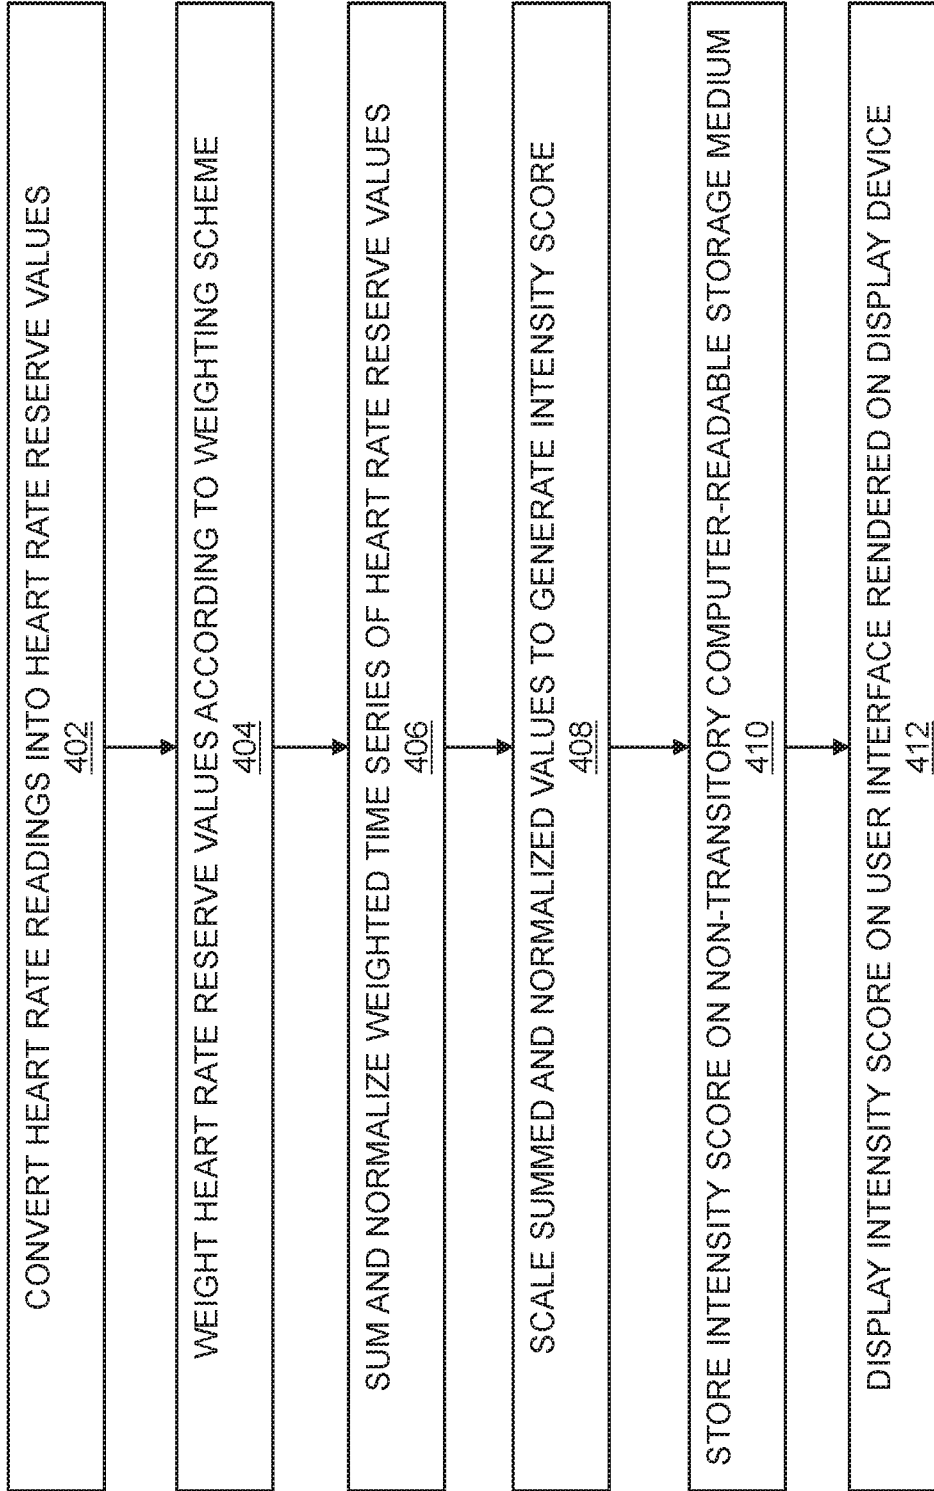 CONVERT HEART RATE READINGS INTO HEART RATE RESERVE VALUES
402
WEIGHT HEART RATE RESERVE VALUES ACCORDING TO WEIGHTING SCHEME
404
SUM AND NORMALIZE WEIGHTED TIME SERIES OF HEART RATE RESERVE VALUES
406
SCALE SUMMED AND NORMALIZED VALUES TO GENERATE INTENSITY SCORE
408
STORE INTENSITY SCORE ON NON-TRANSITORY COMPUTER-READABLE STORAGE MEDIUM
410
DISPLAY INTENSITY SCORE ON USER INTERFACE RENDERED ON DISPLAY DEVICE
412